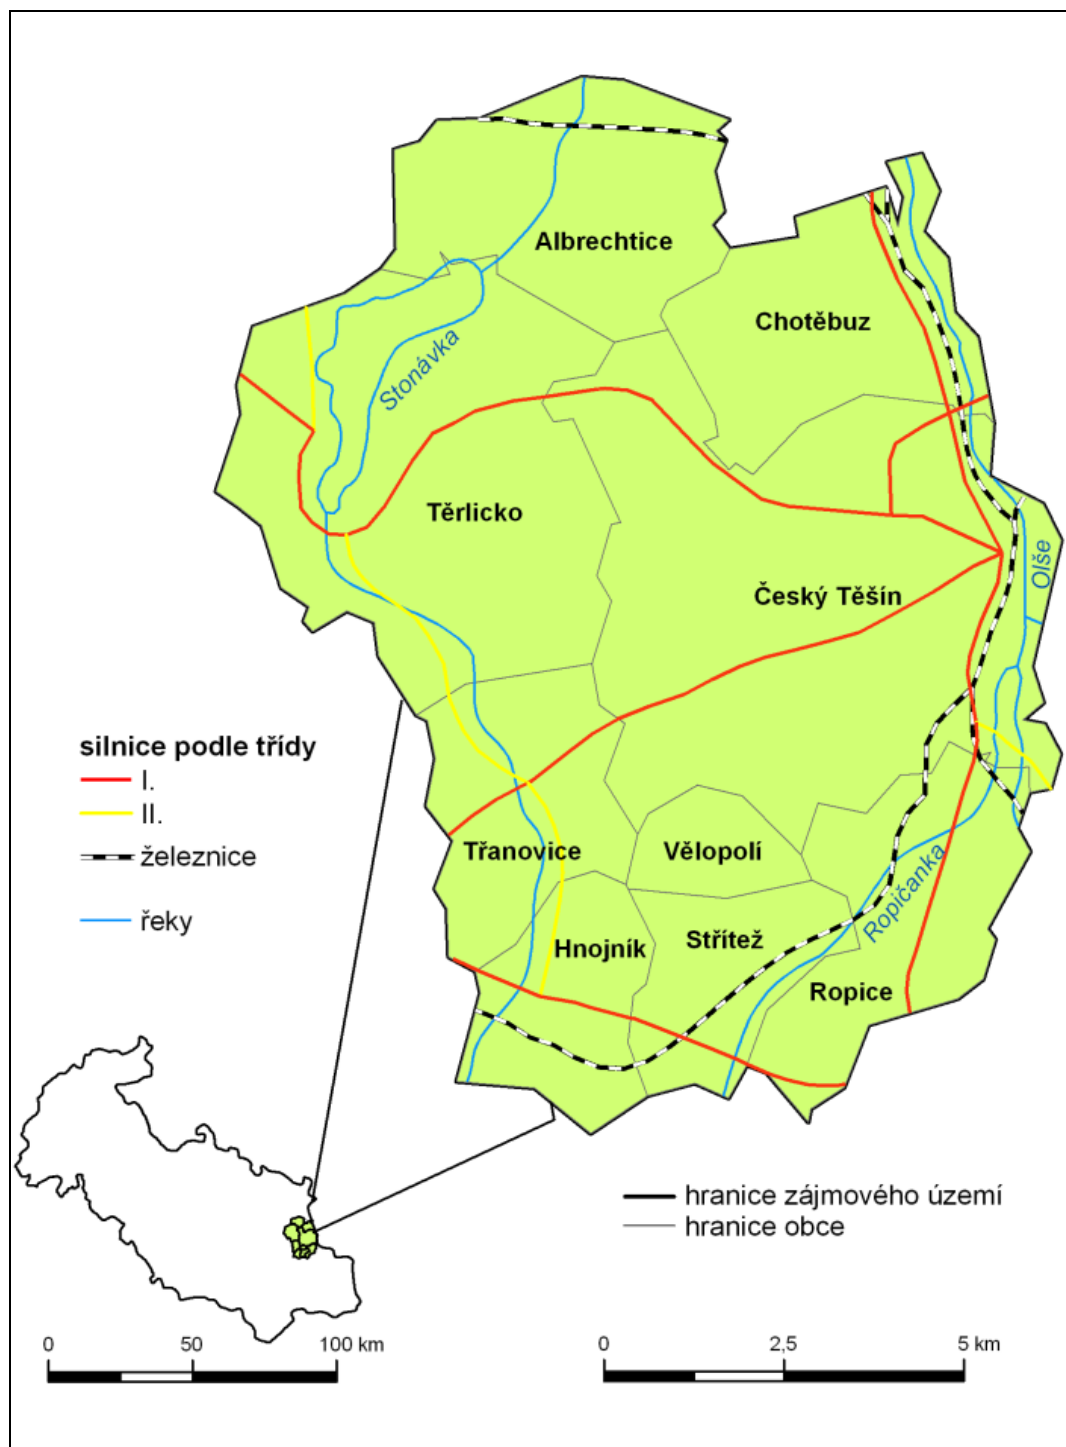 Albrechtice
Chotěbuz
Stonávka
Těrlicko
Olše
Český Těšín
silnice podle třídy
I.
II.
železnice
řeky
Třanovice
Vělopolí
Ropičanka
Hnojník
Střítež
Ropice
hranice zájmového území
hranice obce
0 50 100 km
0 2,5 5 km